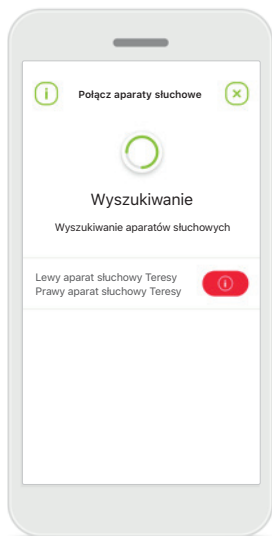 Połącz aparaty słuchowe
Wyszukiwanie
Wyszukiwanie aparatów słuchowych
Lewy aparat słuchowy Teresy
Prawy aparat słuchowy Teresy